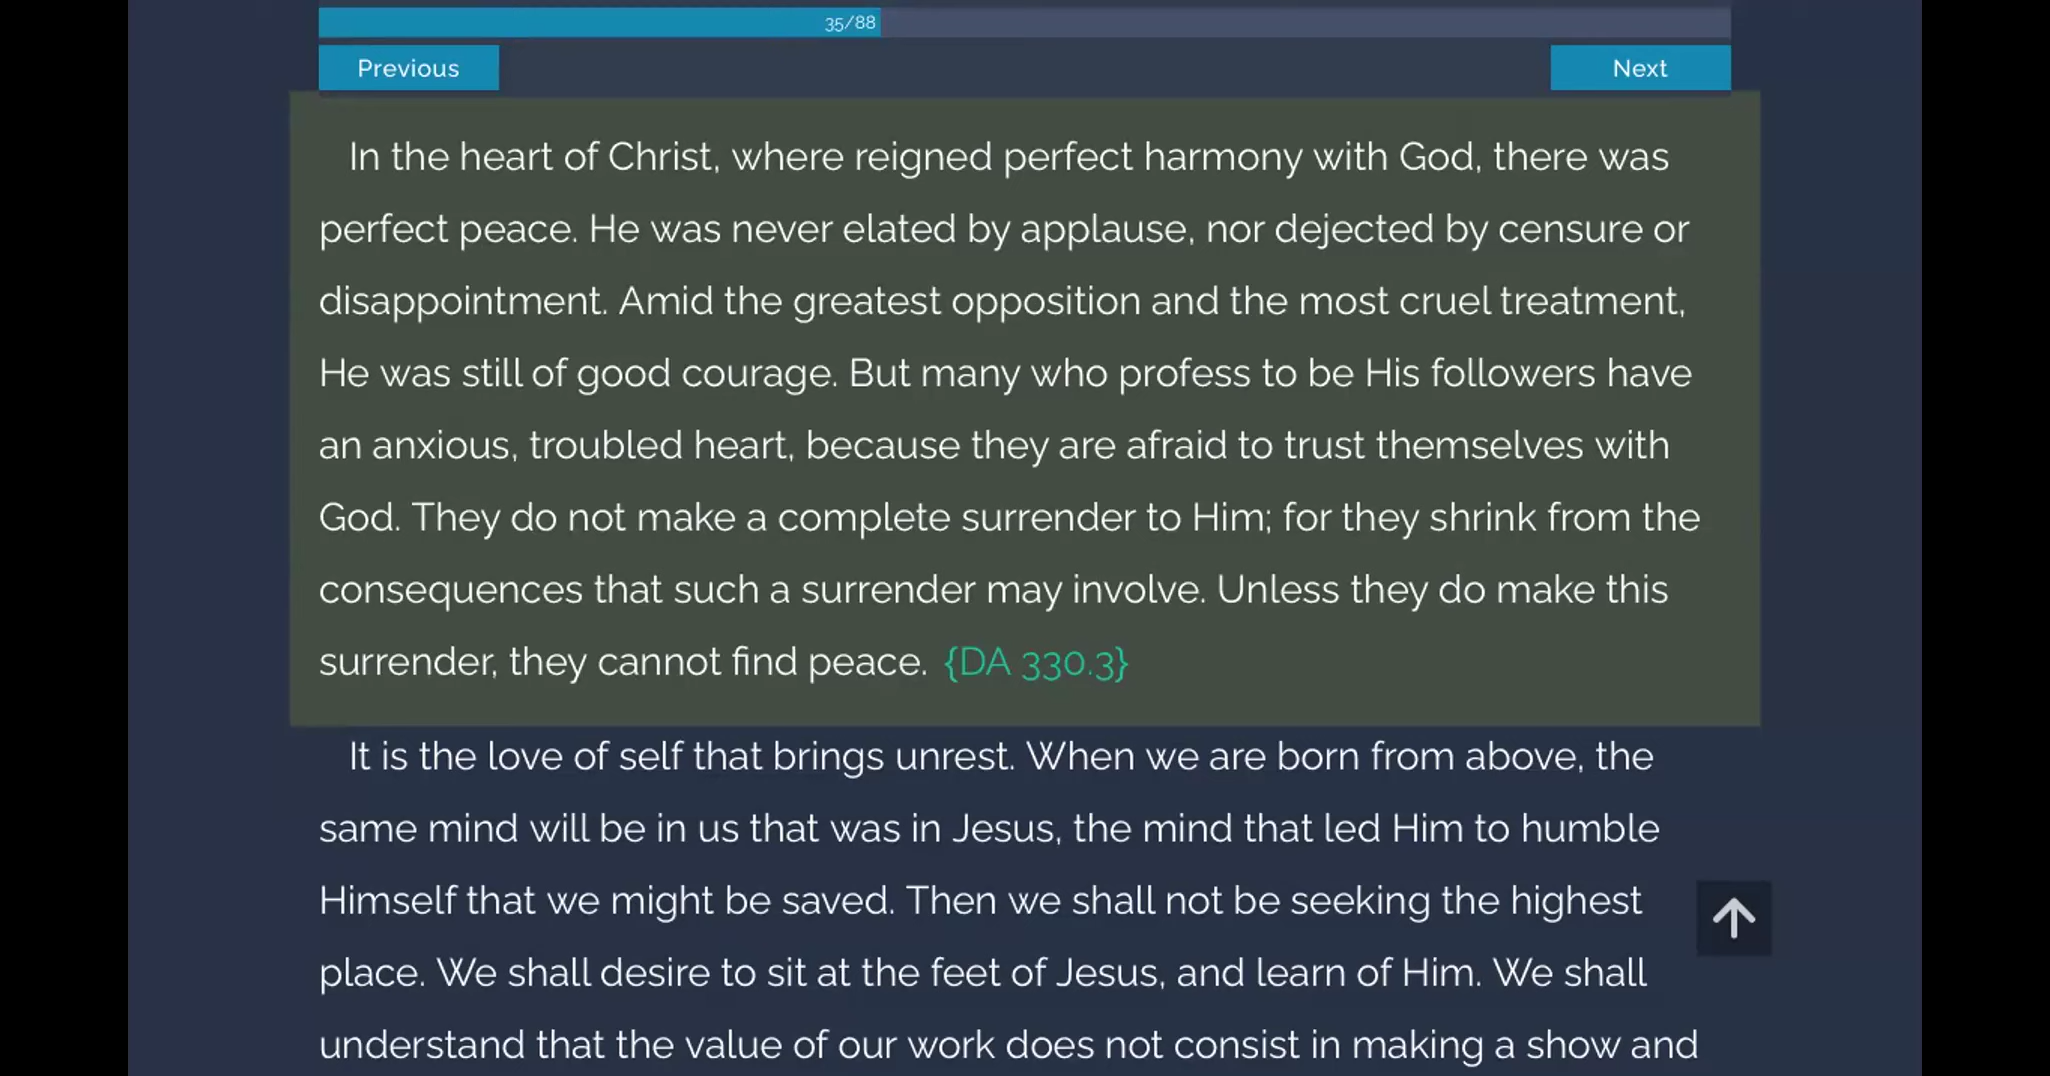 35/88
Previous
Next
In the heart of Christ, where reigned perfect harmony with God, there was
perfect peace. He was never elated by applause, nor dejected by censure or
disappointment. Amid the greatest opposition and the most cruel treatment,
He was still of good courage. But many who profess to be His followers have
an anxious, troubled heart, because they are afraid to trust themselves with
God. They do not make a complete surrender to Him; for they shrink from the
consequences that such a surrender may involve. Unless they do make this
surrender, they cannot find peace. {DA 330.3}
It is the love of self that brings unrest. When we are born from above, the
same mind will be in us that was in Jesus, the mind that led Him to humble
Himself that we might be saved. Then we shall not be seeking the highest
place. We shall desire to sit at the feet of Jesus, and learn of Him. We shall
understand that the value of our work does not consist in making a show and